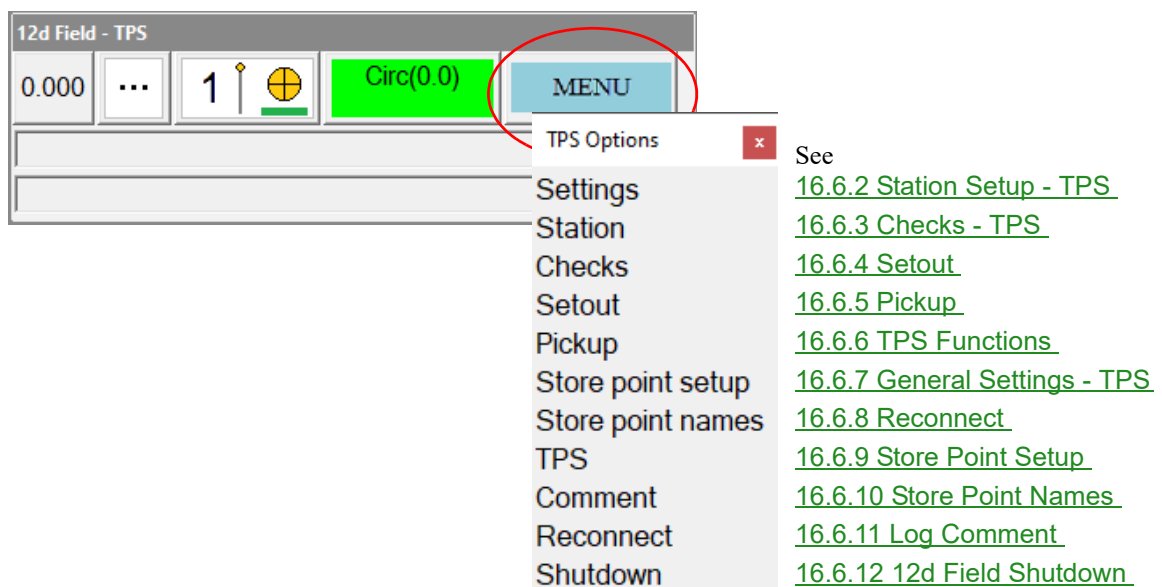 12d Field - TPS
0.000 ... 1 Circ(0.0) MENU
TPS Options x
See
Settings 16.6.2 Station Setup - TPS
Station 16.6.3 Checks - TPS
Checks 16.6.4 Setout
Setout 16.6.5 Pickup
Pickup 16.6.6 TPS Functions
Store point setup 16.6.7 General Settings - TPS
Store point names 16.6.8 Reconnect
TPS 16.6.9 Store Point Setup
Comment 16.6.10 Store Point Names
Reconnect 16.6.11 Log Comment
Shutdown 16.6.12 12d Field Shutdown